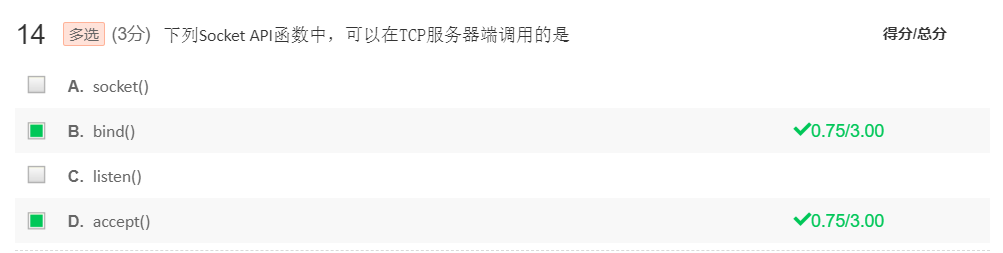 14 多选 (3分) 下列Socket API函数中，可以在TCP服务器端调用的是 得分/总分
A. socket()
B. bind() 0.75/3.00
C. listen()
D. accept() 0.75/3.00